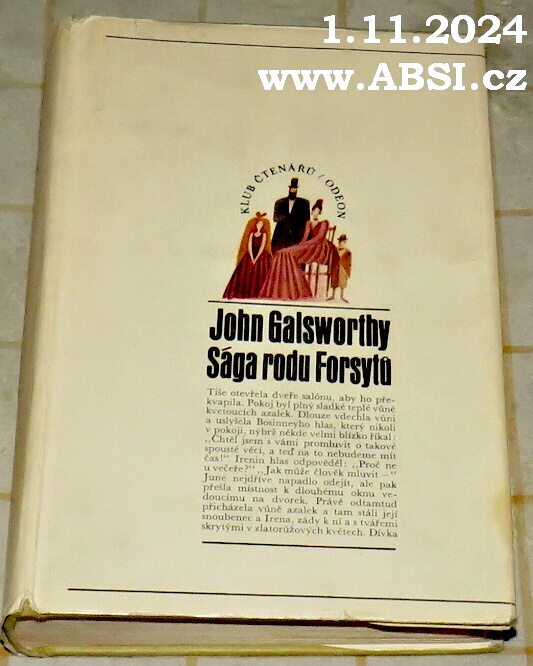 1.11.2024
www.ABSI.cz
KLUB ČTENÁŘŮ / ODEON
John Galsworthy
Sága rodu Forsytů
Tiše otevřela dveře salónu, aby ho pře-
kvapila. Pokoj byl plný sladké teplé vůně
kvetoucích azalek. Dlouze vdechla vůni
a uslyšela Bosinneyho hlas, který nikoli
v pokoji, nýbrž někde velmi blízko říkal:
„Chtěl jsem s vámi promluvit o takové
spoustě věcí, a teď na to nebudeme mít
čas!“ Irenin hlas odpověděl: „Proč ne
u večeře?“ „Jak může člověk mluvit —“
June nejdříve napadlo odejít, ale pak
přešla místnost k dlouhému oknu ve-
doucímu na dvorek. Právě odtamtud
přicházela vůně azalek a tam stáli její
snoubenec a Irena, zády k ní a s tvářemi
skrytými v zlatorůžových květech. Dívka